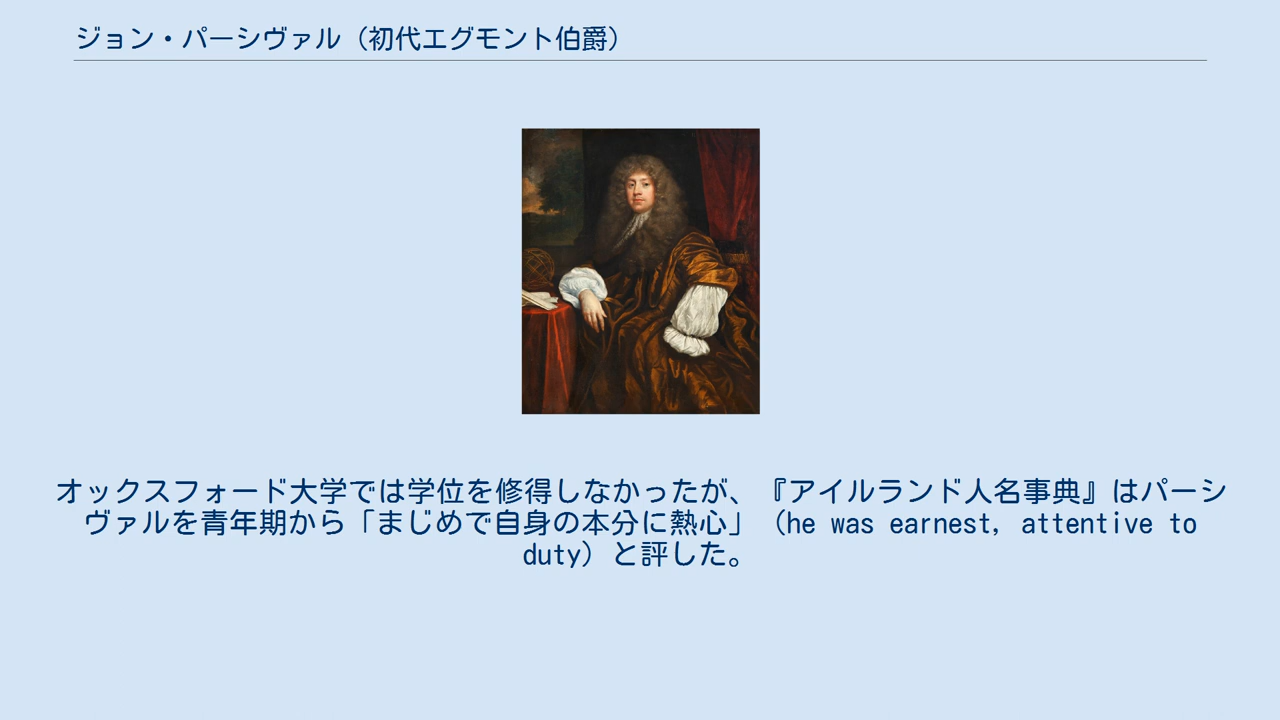 ジョン・パーシヴァル（初代エグモント伯爵）
オックスフォード大学では学位を修得しなかったが、『アイルランド人名事典』はパーシ
ヴァルを青年期から「まじめで自身の本分に熱心」（he was earnest, attentive to
duty）と評した。